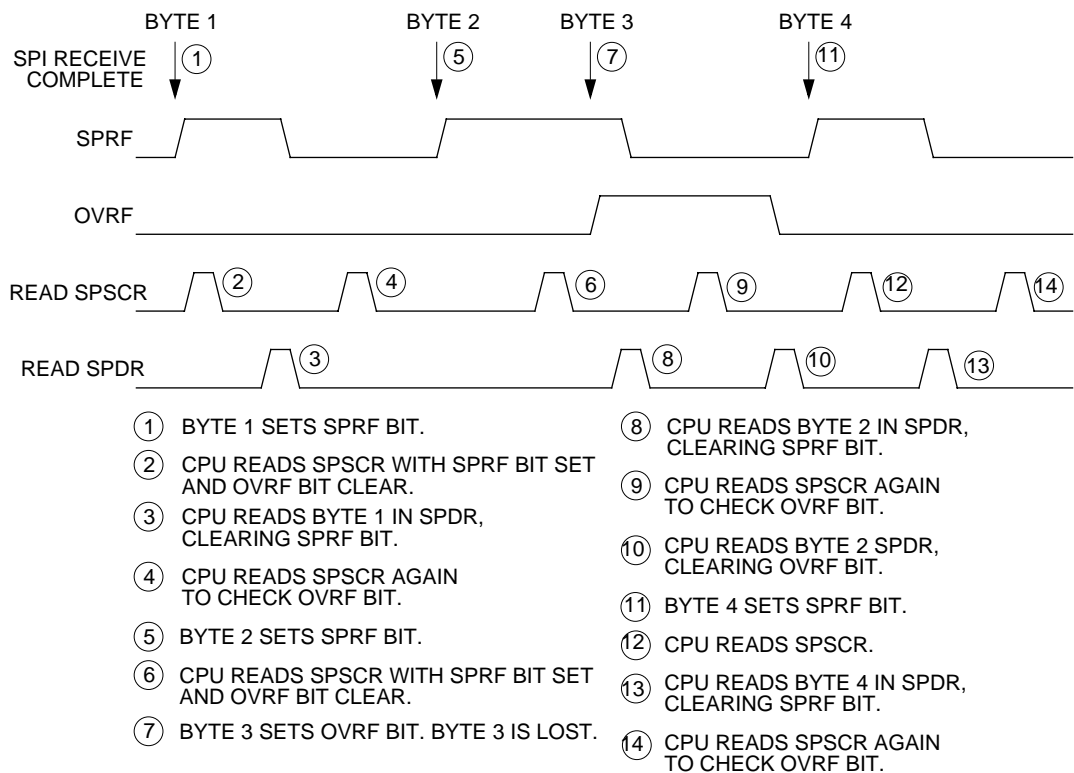 BYTE 1 BYTE 2 BYTE 3 BYTE 4
SPI RECEIVE
COMPLETE
1 5 7 11
SPRF
OVRF
READ SPSCR
2 4 6 9 12 14
READ SPDR
3 8 10 13
1 BYTE 1 SETS SPRF BIT.
2 CPU READS SPSCR WITH SPRF BIT SET
AND OVRF BIT CLEAR.
3 CPU READS BYTE 1 IN SPDR,
CLEARING SPRF BIT.
4 CPU READS SPSCR AGAIN
TO CHECK OVRF BIT.
5 BYTE 2 SETS SPRF BIT.
6 CPU READS SPSCR WITH SPRF BIT SET
AND OVRF BIT CLEAR.
7 BYTE 3 SETS OVRF BIT. BYTE 3 IS LOST.
8 CPU READS BYTE 2 IN SPDR,
CLEARING SPRF BIT.
9 CPU READS SPSCR AGAIN
TO CHECK OVRF BIT.
10 CPU READS BYTE 2 SPDR,
CLEARING OVRF BIT.
11 BYTE 4 SETS SPRF BIT.
12 CPU READS SPSCR.
13 CPU READS BYTE 4 IN SPDR,
CLEARING SPRF BIT.
14 CPU READS SPSCR AGAIN
TO CHECK OVRF BIT.